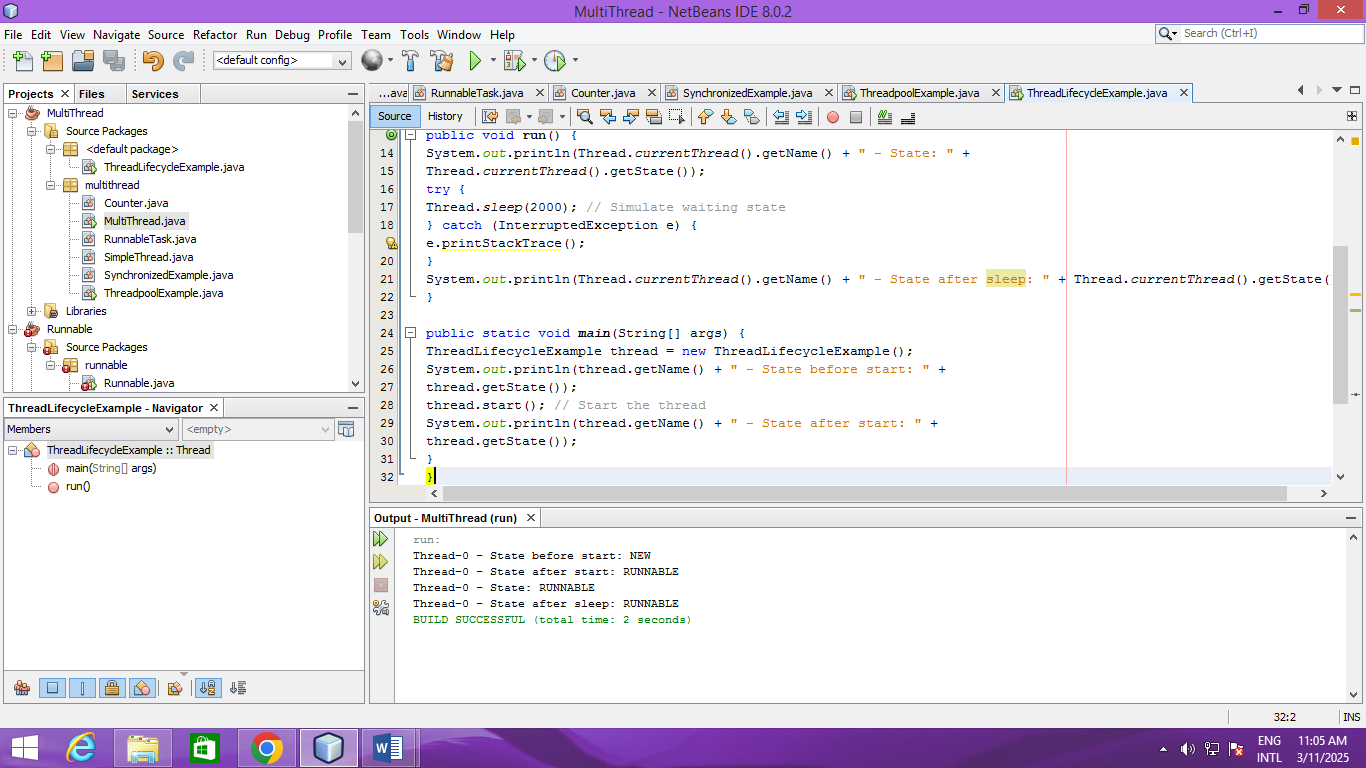 MultiThread - NetBeans IDE 8.0.2
File Edit View Navigate Source Refactor Run Debug Profile Team Tools Window Help
Search (Ctrl+I)
<default config>
Projects Files Services
MultiThread
Source Packages
<default package>
ThreadLifecycleExample.java
multithread
Counter.java
MultiThread.java
RunnableTask.java
SimpleThread.java
SynchronizedExample.java
ThreadpoolExample.java
Libraries
Runnable
Source Packages
runnable
Runnable.java
ThreadLifecycleExample - Navigator
Members <empty>
ThreadLifecycleExample :: Thread
main(String[] args)
run()
...ava RunnableTask.java Counter.java SynchronizedExample.java ThreadpoolExample.java ThreadLifecycleExample.java
Source History
public void run() {
14 System.out.println(Thread.currentThread().getName() + " - State: " +
15 Thread.currentThread().getState());
16 try {
17 Thread.sleep(2000); // Simulate waiting state
18 } catch (InterruptedException e) {
e.printStackTrace();
20 }
21 System.out.println(Thread.currentThread().getName() + " - State after sleep: " + Thread.currentThread().getState(
22 }
23
24 public static void main(String[] args) {
25 ThreadLifecycleExample thread = new ThreadLifecycleExample();
26 System.out.println(thread.getName() + " - State before start: " +
27 thread.getState());
28 thread.start(); // Start the thread
29 System.out.println(thread.getName() + " - State after start: " +
30 thread.getState());
31 }
32 }
Output - MultiThread (run)
run:
Thread-0 - State before start: NEW
Thread-0 - State after start: RUNNABLE
Thread-0 - State: RUNNABLE
Thread-0 - State after sleep: RUNNABLE
BUILD SUCCESSFUL (total time: 2 seconds)
32:2 INS
ENG 11:05 AM
INTL 3/11/2025